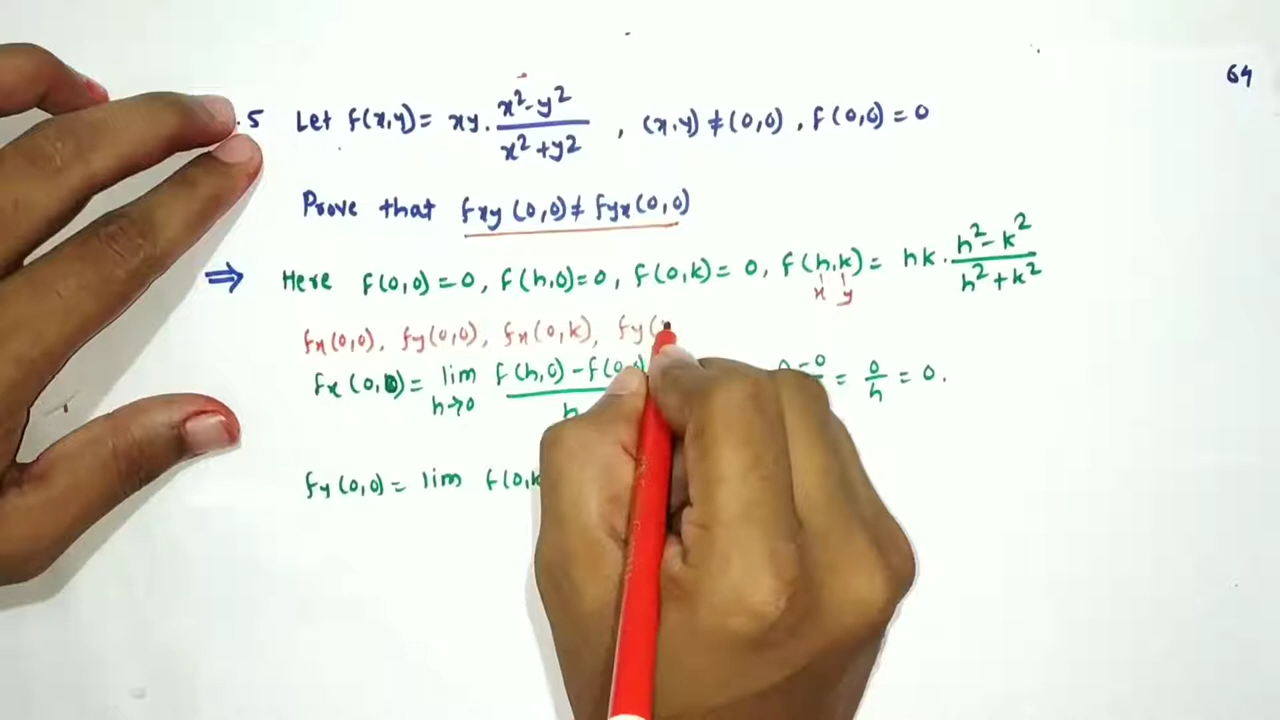 64
.5 Let f(x,y) = xy. x²-y² / x²+y² , (x,y) ≠ (0,0), f(0,0) = 0
Prove that fxy (0,0) ≠ fyx (0,0)
⇒ Here f(0,0) = 0, f(h,0) = 0, f(0,k) = 0, f(h,k) = hk. h²-k² / h²+k²
x y
fx(0,0), fy(0,0), fx(0,k), fy(
fx (0,0) = lim h→0 f(h,0) - f(0,0) / h -0 = 0/h = 0.
fy (0,0) = lim f(0,k